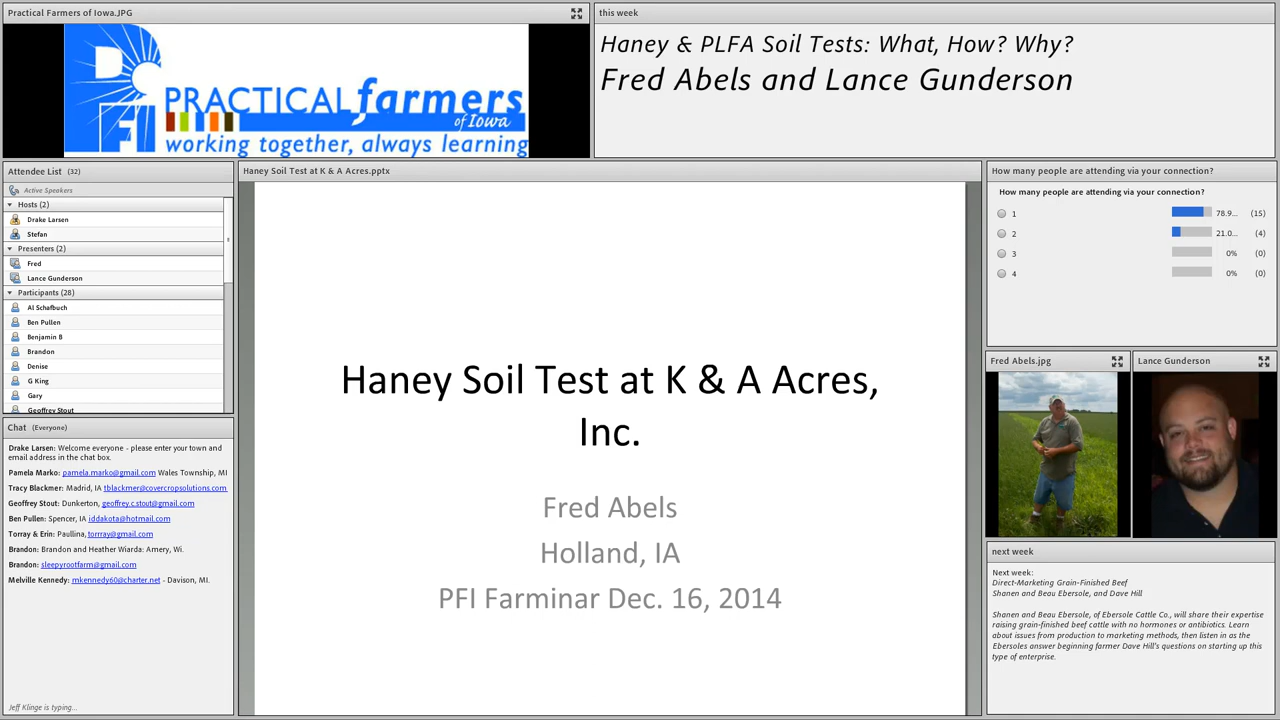 Practical Farmers of Iowa.JPG
PRACTICAL farmers
of Iowa
PFI
working together, always learning
this week
Haney & PLFA Soil Tests: What, How? Why?
Fred Abels and Lance Gunderson
Attendee List (32)
Active Speakers
Hosts (2)
Drake Larsen
Stefan
Presenters (2)
Fred
Lance Gunderson
Participants (28)
Al Schafbuch
Ben Pullen
Benjamin B
Brandon
Denise
G King
Gary
Geoffrey Stout
Chat (Everyone)
Drake Larsen: Welcome everyone - please enter your town and
email address in the chat box.
Pamela Marko: pamela.marko@gmail.com Wales Township, MI
Tracy Blackmer: Madrid, IA tblackmer@covercropsolutions.com
Geoffrey Stout: Dunkerton, geoffrey.c.stout@gmail.com
Ben Pullen: Spencer, IA iddakota@hotmail.com
Torray & Erin: Paullina, torrray@gmail.com
Brandon: Brandon and Heather Wiarda: Amery, Wi.
Brandon: sleepyrootfarm@gmail.com
Melville Kennedy: mkennedy60@charter.net - Davison, MI.
Jeff Klinge is typing...
Haney Soil Test at K & A Acres.pptx
Haney Soil Test at K & A Acres,
Inc.
Fred Abels
Holland, IA
PFI Farminar Dec. 16, 2014
How many people are attending via your connection?
How many people are attending via your connection?
1 78.9... (15)
2 21.0... (4)
3 0% (0)
4 0% (0)
Fred Abels.jpg
Lance Gunderson
next week
Next week:
Direct-Marketing Grain-Finished Beef
Shanen and Beau Ebersole, and Dave Hill
Shanen and Beau Ebersole, of Ebersole Cattle Co., will share their expertise
raising grain-finished beef cattle with no hormones or antibiotics. Learn
about issues from production to marketing methods, then listen in as the
Ebersoles answer beginning farmer Dave Hill's questions on starting up this
type of enterprise.